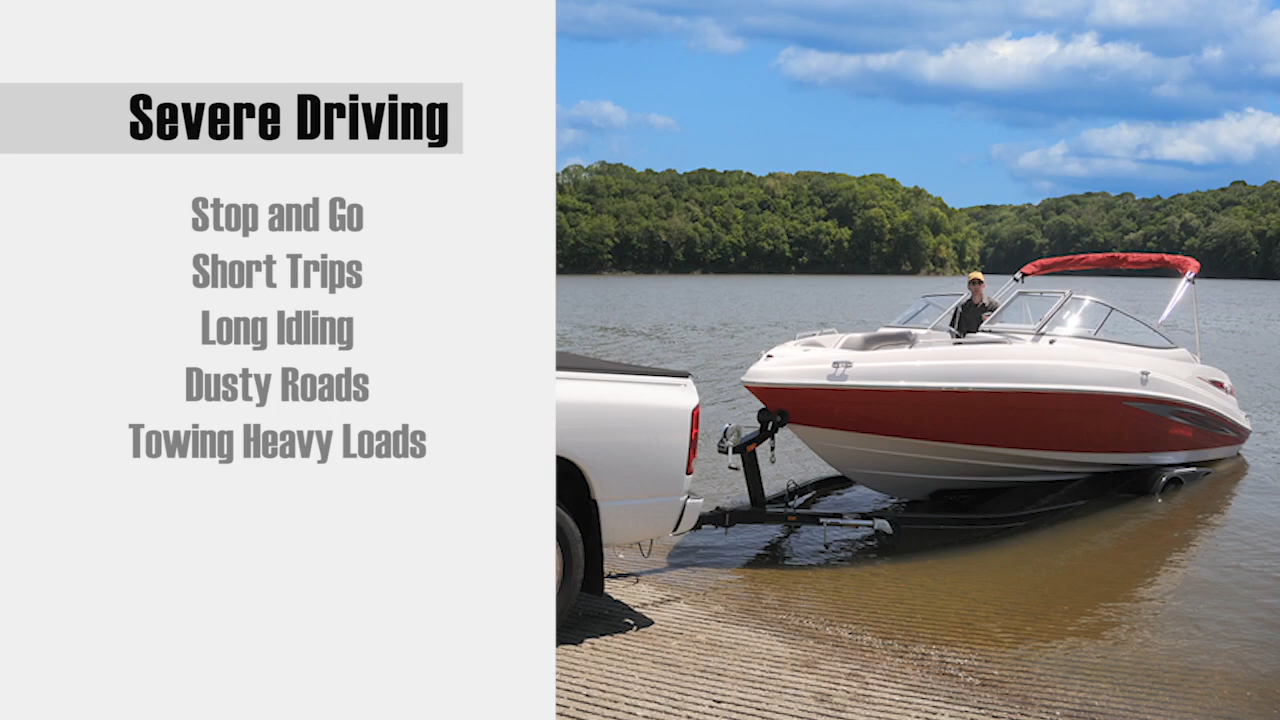 Severe Driving
Stop and Go
Short Trips
Long Idling
Dusty Roads
Towing Heavy Loads